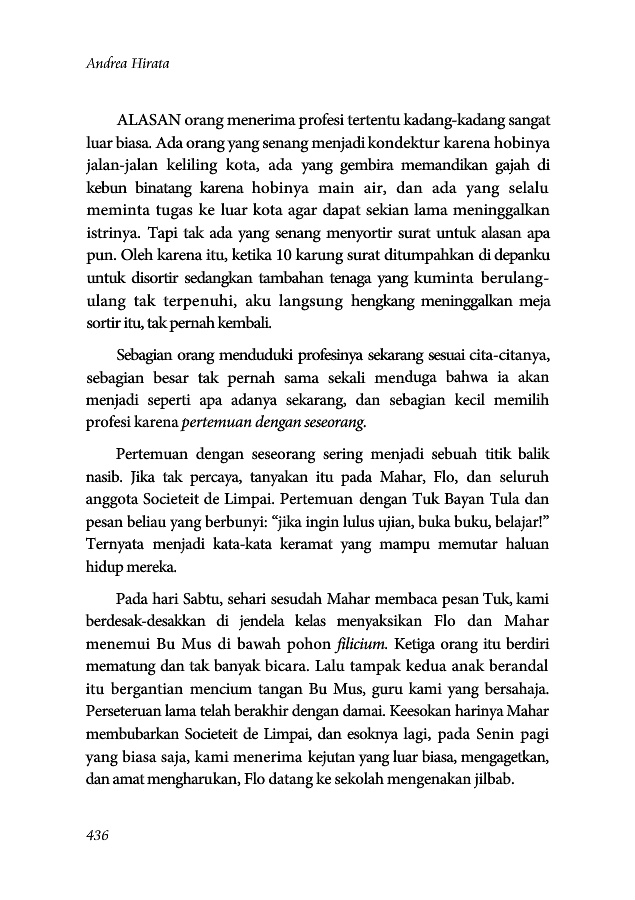 Andrea Hirata
ALASAN orang menerima profesi tertentu kadang-kadang sangat
luar biasa. Ada orang yang senang menjadi kondektur karena hobinya
jalan-jalan keliling kota, ada yang gembira memandikan gajah di
kebun binatang karena hobinya main air, dan ada yang selalu
meminta tugas ke luar kota agar dapat sekian lama meninggalkan
istrinya. Tapi tak ada yang senang menyortir surat untuk alasan apa
pun. Oleh karena itu, ketika 10 karung surat ditumpahkan di depanku
untuk disortir sedangkan tambahan tenaga yang kuminta berulang-
ulang tak terpenuhi, aku langsung hengkang meninggalkan meja
sortir itu, tak pernah kembali.
Sebagian orang menduduki profesinya sekarang sesuai cita-citanya,
sebagian besar tak pernah sama sekali menduga bahwa ia akan
menjadi seperti apa adanya sekarang, dan sebagian kecil memilih
profesi karena pertemuan dengan seseorang.
Pertemuan dengan seseorang sering menjadi sebuah titik balik
nasib. Jika tak percaya, tanyakan itu pada Mahar, Flo, dan seluruh
anggota Societeit de Limpai. Pertemuan dengan Tuk Bayan Tula dan
pesan beliau yang berbunyi: “jika ingin lulus ujian, buka buku, belajar!”
Ternyata menjadi kata-kata keramat yang mampu memutar haluan
hidup mereka.
Pada hari Sabtu, sehari sesudah Mahar membaca pesan Tuk, kami
berdesak-desakkan di jendela kelas menyaksikan Flo dan Mahar
menemui Bu Mus di bawah pohon filicium. Ketiga orang itu berdiri
mematung dan tak banyak bicara. Lalu tampak kedua anak berandal
itu bergantian mencium tangan Bu Mus, guru kami yang bersahaja.
Perseteruan lama telah berakhir dengan damai. Keesokan harinya Mahar
membubarkan Societeit de Limpai, dan esoknya lagi, pada Senin pagi
yang biasa saja, kami menerima kejutan yang luar biasa, mengagetkan,
dan amat mengharukan, Flo datang ke sekolah mengenakan jilbab.
436